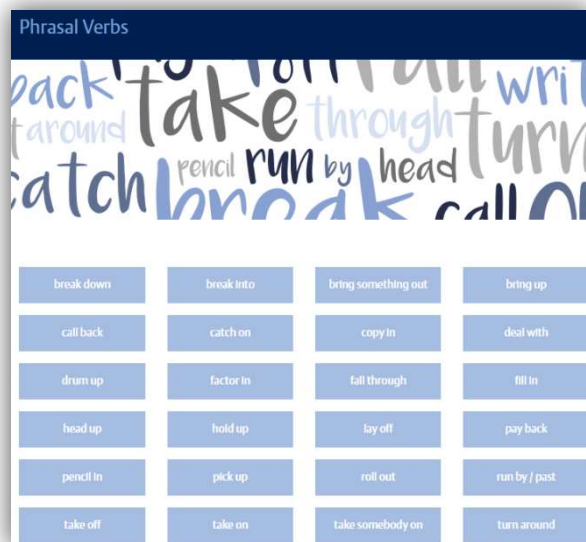 Phrasal Verbs
back take writ
around through turn
catch pencil run by head
break call
break down break into bring something out bring up
call back catch on copy in deal with
drum up factor in fall through fill in
head up hold up lay off pay back
pencil in pick up roll out run by / past
take off take on take somebody on turn around